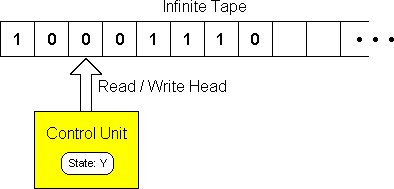 Infinite Tape
1 0 0 0 1 1 1 0 • • •
Read / Write Head
Control Unit
State: Y